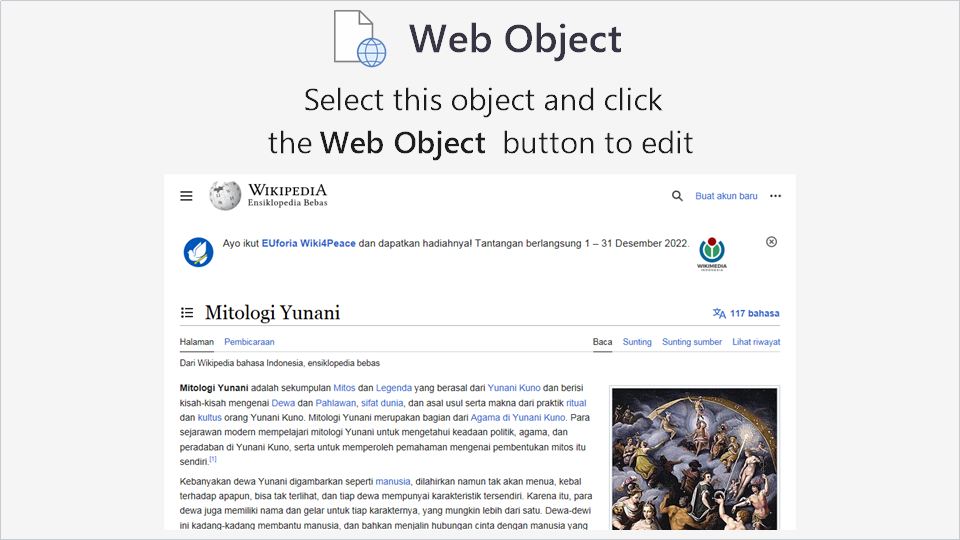 Web Object
Select this object and click
the Web Object button to edit
WIKIPEDIA
Ensiklopedia Bebas
Buat akun baru
Ayo ikut EUforia Wiki4Peace dan dapatkan hadiahnya! Tantangan berlangsung 1 – 31 Desember 2022.
WIKIMEDIA
INDONESIA
Mitologi Yunani
117 bahasa
Halaman Pembicaraan Baca Sunting Sunting sumber Lihat riwayat
Dari Wikipedia bahasa Indonesia, ensiklopedia bebas
Mitologi Yunani adalah sekumpulan Mitos dan Legenda yang berasal dari Yunani Kuno dan berisi
kisah-kisah mengenai Dewa dan Pahlawan, sifat dunia, dan asal usul serta makna dari praktik ritual
dan kultus orang Yunani Kuno. Mitologi Yunani merupakan bagian dari Agama di Yunani Kuno. Para
sejarawan modern mempelajari mitologi Yunani untuk mengetahui keadaan politik, agama, dan
peradaban di Yunani Kuno, serta untuk memperoleh pemahaman mengenai pembentukan mitos itu
sendiri.[1]
Kebanyakan dewa Yunani digambarkan seperti manusia, dilahirkan namun tak akan menua, kebal
terhadap apapun, bisa tak terlihat, dan tiap dewa mempunyai karakteristik tersendiri. Karena itu, para
dewa juga memiliki nama dan gelar untuk tiap karakternya, yang mungkin lebih dari satu. Dewa-dewi
ini kadang-kadang membantu manusia, dan bahkan menjalin hubungan cinta dengan manusia yang